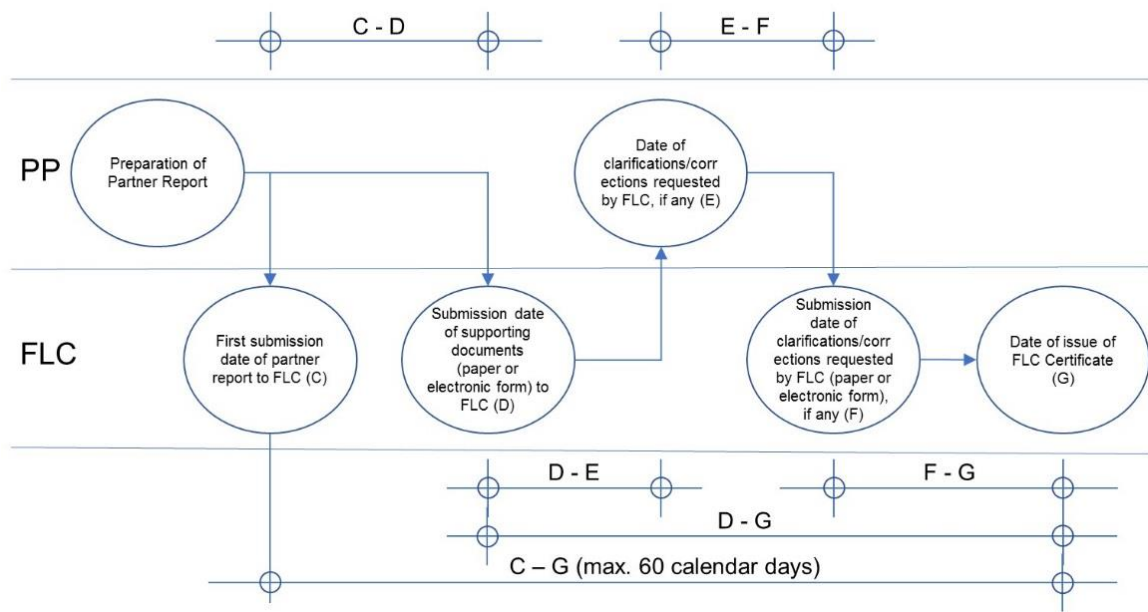 C - D
E - F
PP
Preparation of
Partner Report
Date of
clarifications/corr
ections requested
by FLC, if any (E)
FLC
First submission
date of partner
report to FLC (C)
Submission date
of supporting
documents
(paper or
electronic form) to
FLC (D)
Submission
date of
clarifications/corr
ections requested
by FLC (paper or
electronic form),
if any (F)
Date of issue of
FLC Certificate
(G)
D - E
F - G
D - G
C – G (max. 60 calendar days)